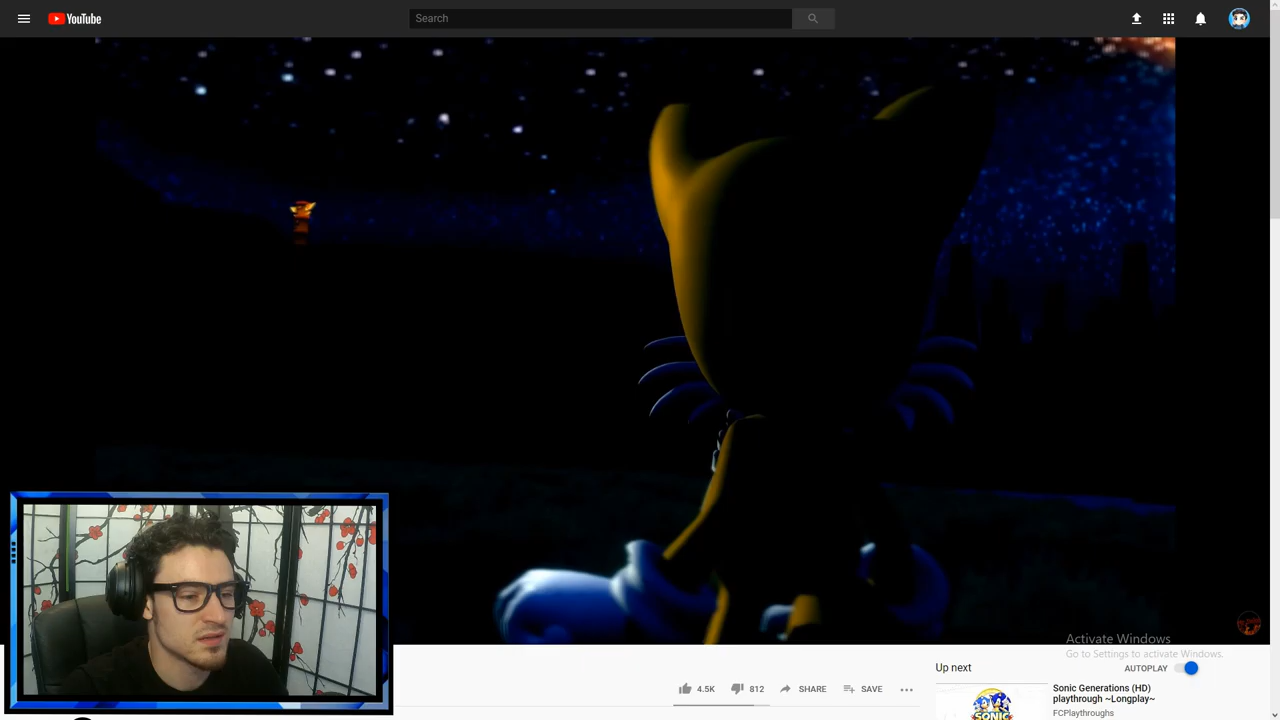 YouTube
Search
Activate Windows
Go to Settings to activate Windows.
Up next
AUTOPLAY
4.5K
812
SHARE
SAVE
Sonic Generations (HD)
playthrough ~Longplay~
FCPlaythroughs
SONIC